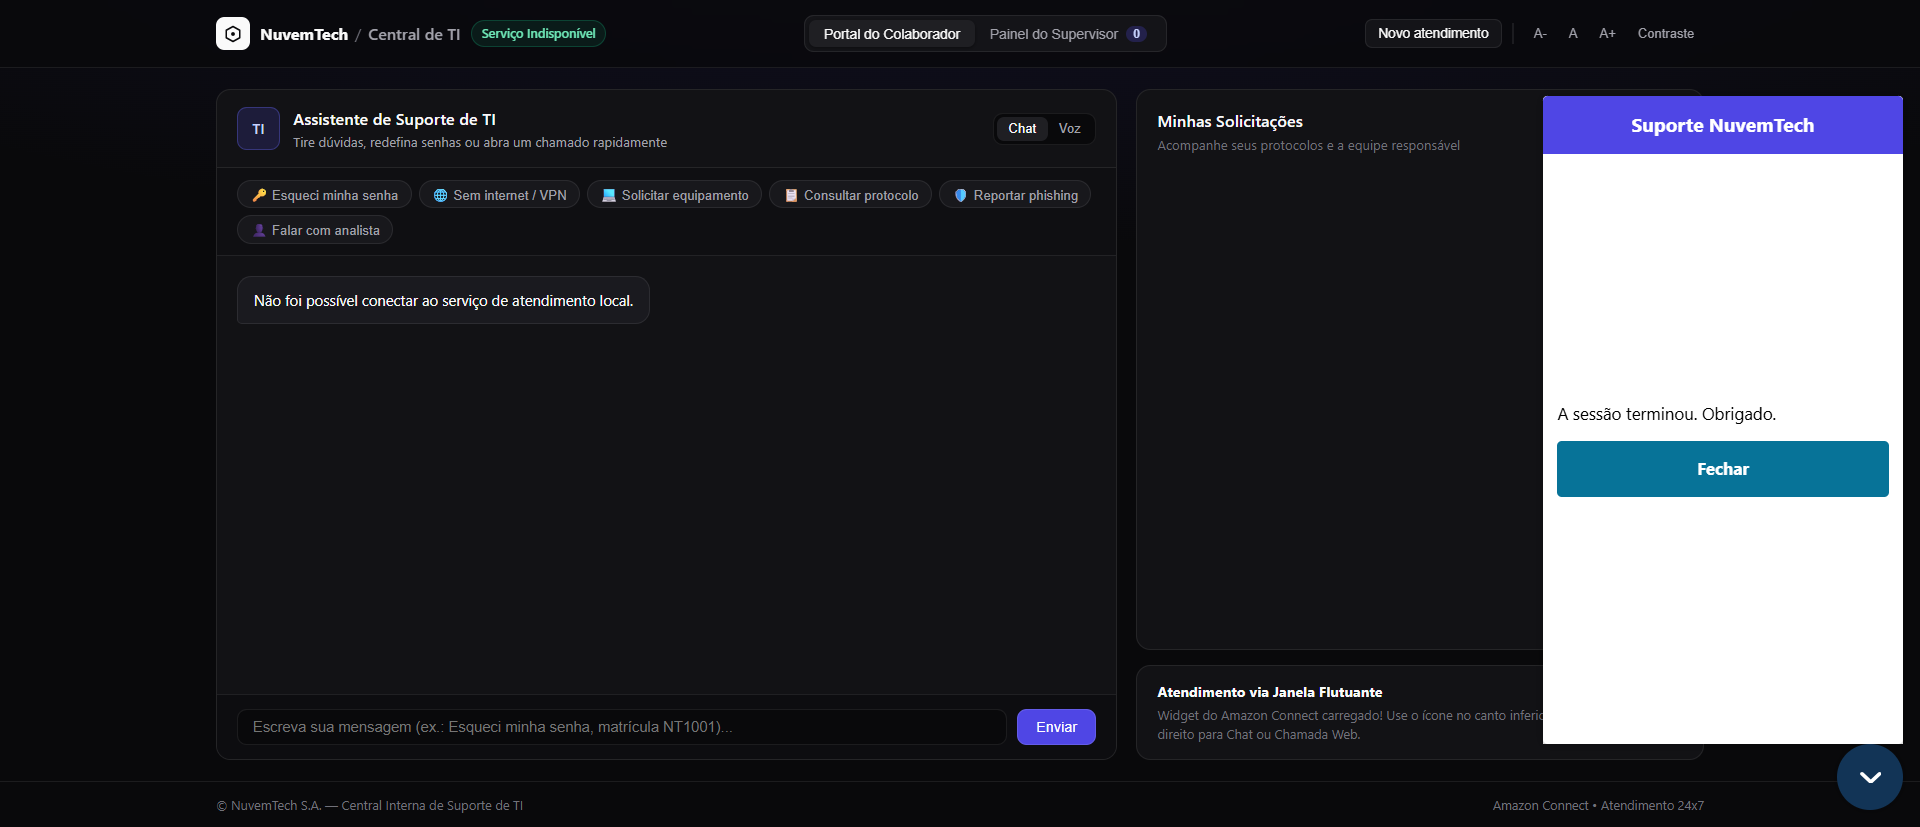 NuvemTech / Central de TI
Serviço Indisponível
Portal do Colaborador
Painel do Supervisor 0
Novo atendimento
A-
A
A+
Contraste
TI
Assistente de Suporte de TI
Tire dúvidas, redefina senhas ou abra um chamado rapidamente
Chat
Voz
Esqueci minha senha
Sem internet / VPN
Solicitar equipamento
Consultar protocolo
Reportar phishing
Falar com analista
Não foi possível conectar ao serviço de atendimento local.
Escreva sua mensagem (ex.: Esqueci minha senha, matrícula NT1001)...
Enviar
Minhas Solicitações
Acompanhe seus protocolos e a equipe responsável
Atendimento via Janela Flutuante
Widget do Amazon Connect carregado! Use o ícone no canto
direito para Chat ou Chamada Web.
Suporte NuvemTech
A sessão terminou. Obrigado.
Fechar
© NuvemTech S.A. — Central Interna de Suporte de TI
Amazon Connect • Atendimento 24x7